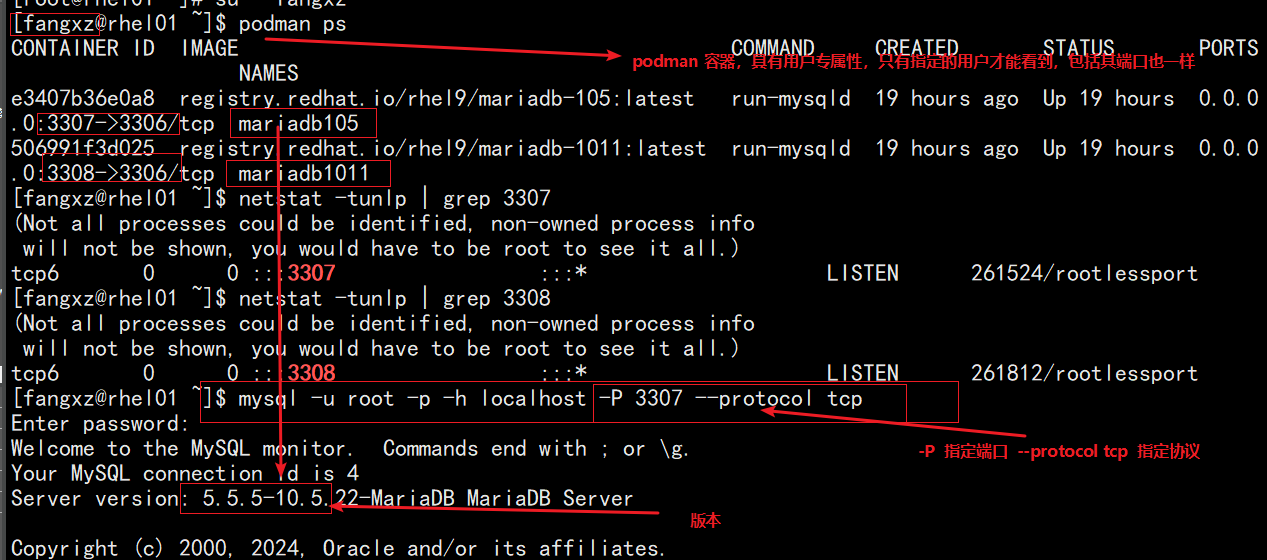 [root@rhel01 ~]# su - fangxz
[fangxz@rhel01 ~]$ podman ps
CONTAINER ID  IMAGE  COMMAND  CREATED  STATUS  PORTS
podman 容器，具有用户专属性，只有指定的用户才能看到，包括其端口也一样
NAMES
e3407b36e0a8  registry.redhat.io/rhel9/mariadb-105:latest  run-mysqld  19 hours ago  Up 19 hours  0.0.0
.0:3307->3306/tcp  mariadb105
506991f3d025  registry.redhat.io/rhel9/mariadb-1011:latest  run-mysqld  19 hours ago  Up 19 hours  0.0.0
.0:3308->3306/tcp  mariadb1011
[fangxz@rhel01 ~]$ netstat -tunlp | grep 3307
(Not all processes could be identified, non-owned process info
will not be shown, you would have to be root to see it all.)
tcp6  0  0 :::3307  :::*  LISTEN  261524/rootlessport
[fangxz@rhel01 ~]$ netstat -tunlp | grep 3308
(Not all processes could be identified, non-owned process info
will not be shown, you would have to be root to see it all.)
tcp6  0  0 :::3308  :::*  LISTEN  261812/rootlessport
[fangxz@rhel01 ~]$ mysql -u root -p -h localhost -P 3307 --protocol tcp
Enter password:
Welcome to the MySQL monitor.  Commands end with ; or \g.
-P 指定端口 --protocol tcp 指定协议
Your MySQL connection id is 4
Server version: 5.5.5-10.5.22-MariaDB MariaDB Server
版本
Copyright (c) 2000, 2024, Oracle and/or its affiliates.